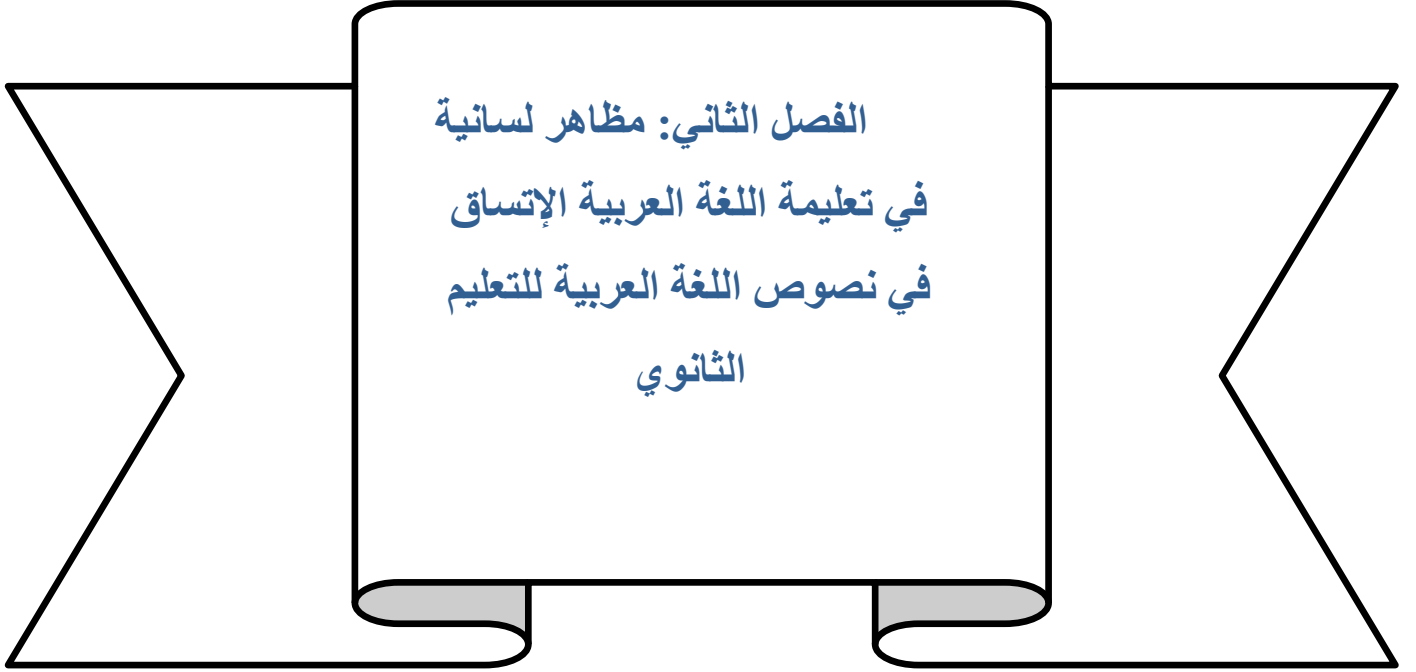 الفصل الثاني: مظاهر لسانية
في تعليمة اللغة العربية الإتساق
في نصوص اللغة العربية للتعليم
الثانوي